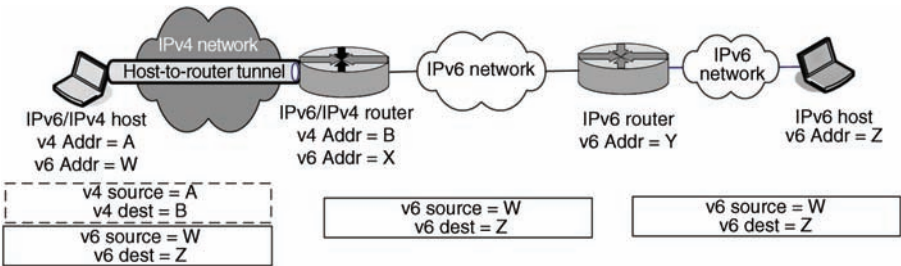 IPv4 network
Host-to-router tunnel
IPv6 network
IPv6
network
IPv6/IPv4 host
v4 Addr = A
v6 Addr = W
IPv6/IPv4 router
v4 Addr = B
v6 Addr = X
IPv6 router
v6 Addr = Y
IPv6 host
v6 Addr = Z
v4 source = A
v4 dest = B
v6 source = W
v6 dest = Z
v6 source = W
v6 dest = Z
v6 source = W
v6 dest = Z